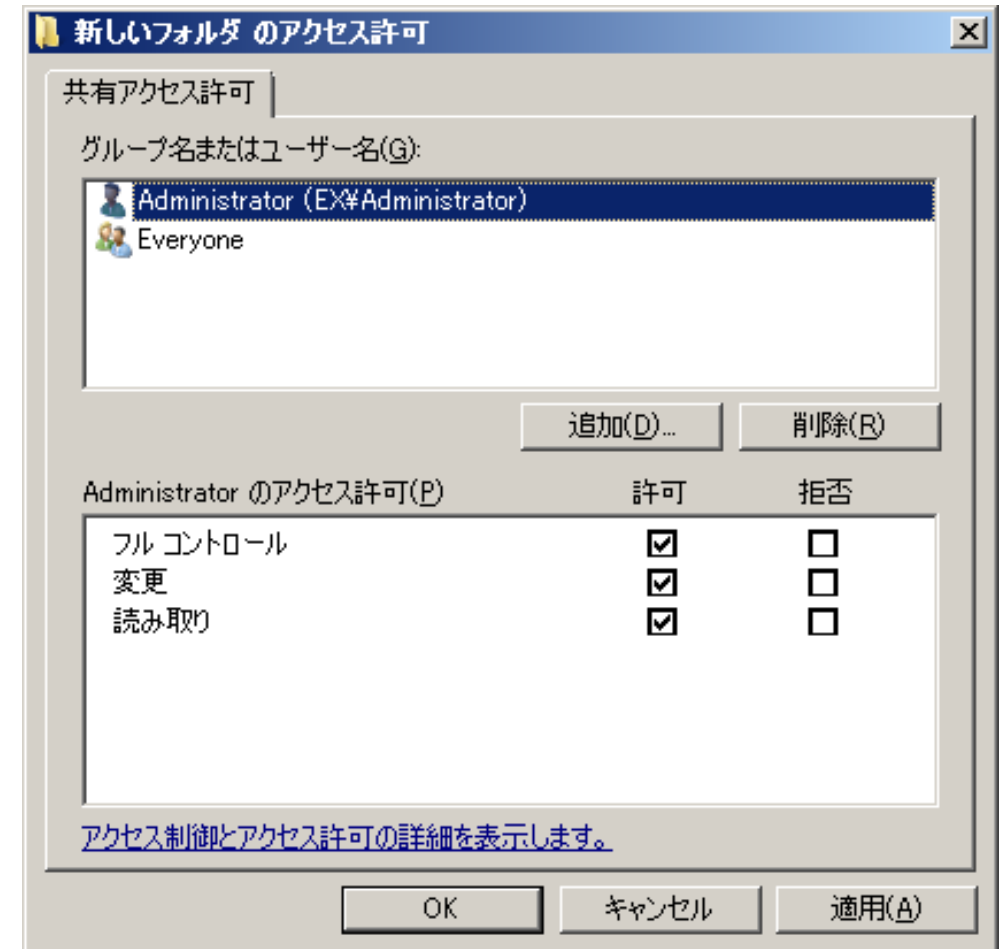 新しいフォルダ のアクセス許可
共有アクセス許可
グループ名またはユーザー名(G):
Administrator (EX¥Administrator)
Everyone
追加(D)...
削除(R)
Administrator のアクセス許可(P) 許可 拒否
フル コントロール
変更
読み取り
アクセス制御とアクセス許可の詳細を表示します。
OK キャンセル 適用(A)